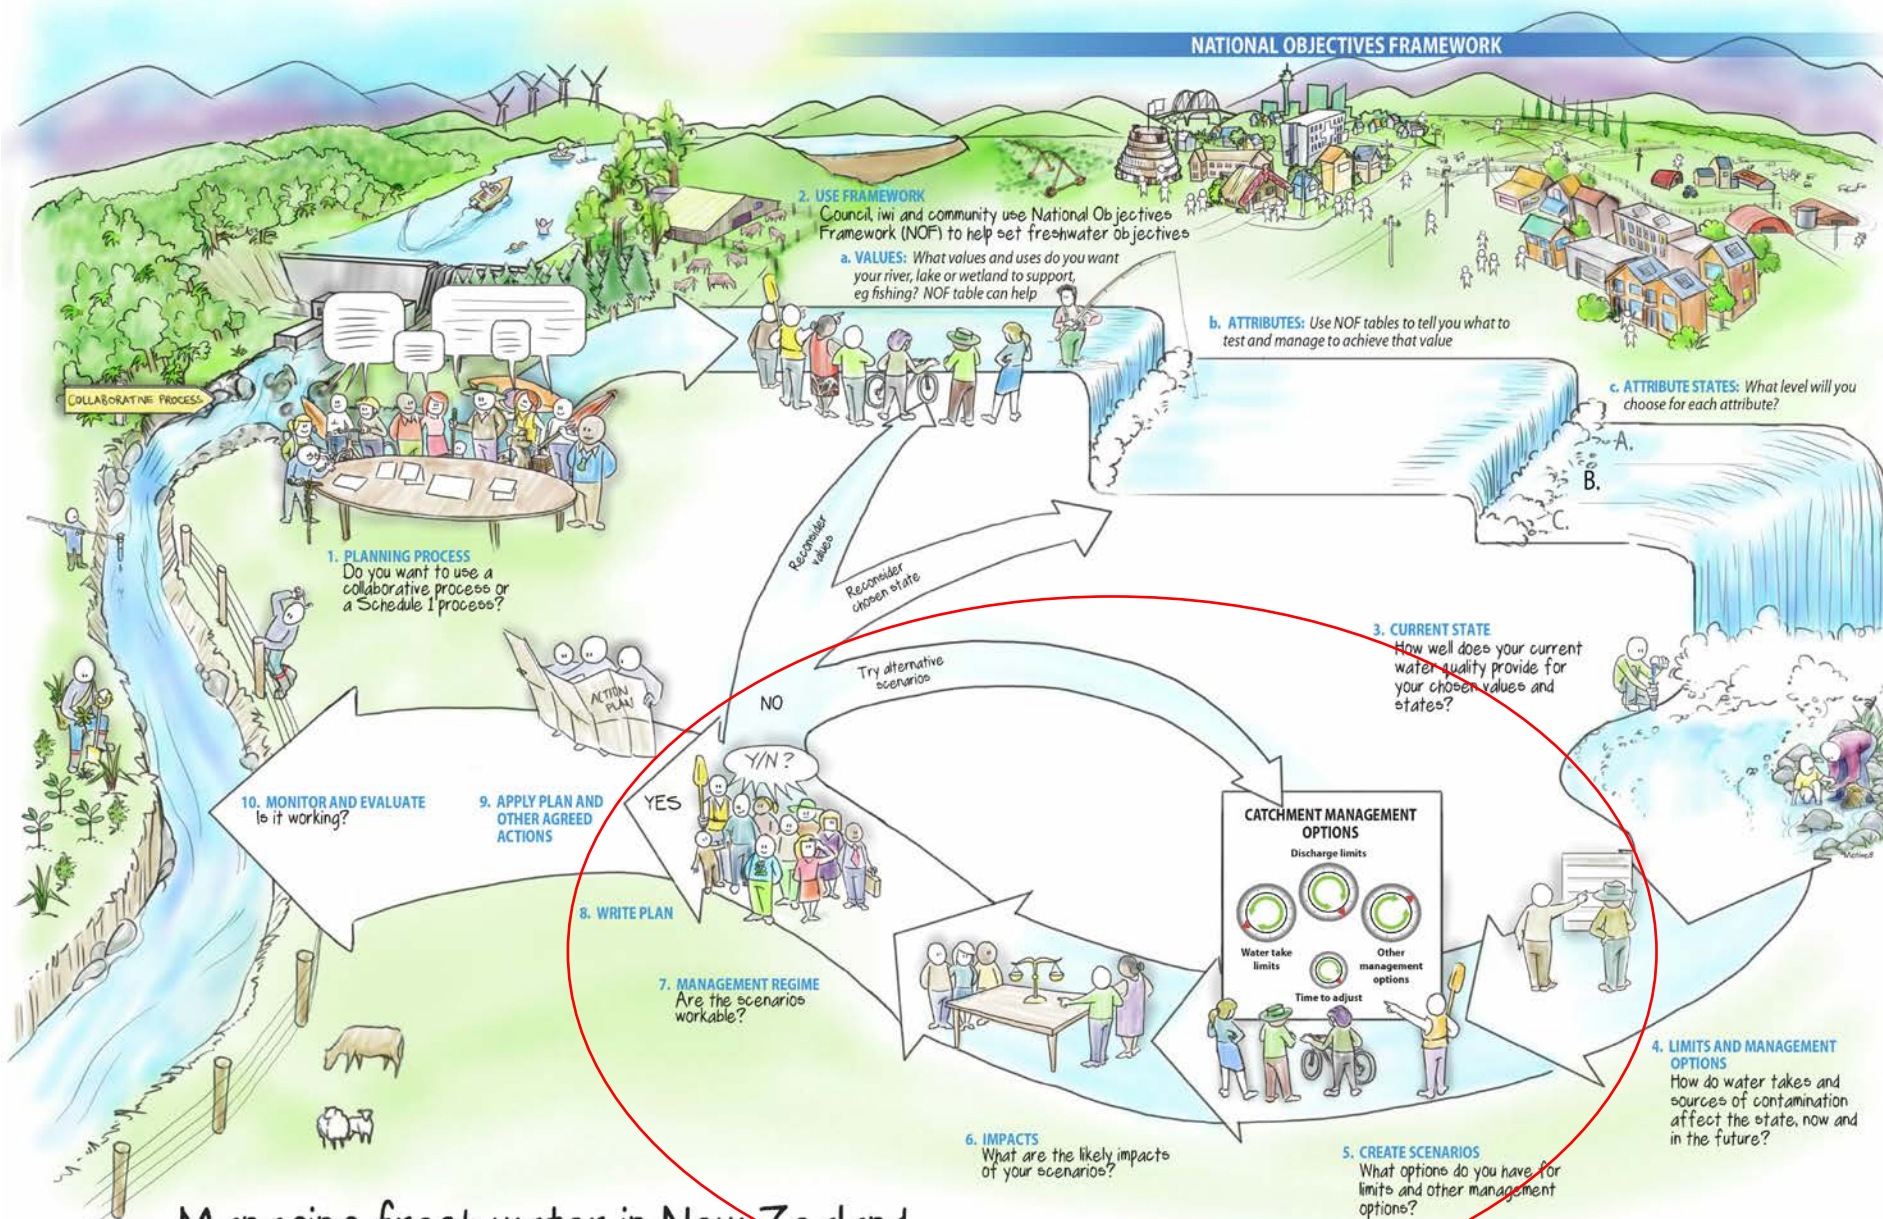 NATIONAL OBJECTIVES FRAMEWORK
COLLABORATIVE PROCESS
1. PLANNING PROCESS
Do you want to use a
collaborative process or
a Schedule 1 process?
2. USE FRAMEWORK
Council, iwi and community use National Objectives
Framework (NOF) to help set freshwater objectives
a. VALUES: What values and uses do you want
your river, lake or wetland to support,
eg fishing? NOF table can help
b. ATTRIBUTES: Use NOF tables to tell you what to
test and manage to achieve that value
c. ATTRIBUTE STATES: What level will you
choose for each attribute?
A.
B.
C.
Reconsider
values
Reconsider
chosen state
Try alternative
scenarios
3. CURRENT STATE
How well does your current
water quality provide for
your chosen values and
states?
4. LIMITS AND MANAGEMENT
OPTIONS
How do water takes and
sources of contamination
affect the state, now and
in the future?
CATCHMENT MANAGEMENT
OPTIONS
Discharge limits
Water take
limits
Other
management
options
Time to adjust
5. CREATE SCENARIOS
What options do you have for
limits and other management
options?
6. IMPACTS
What are the likely impacts
of your scenarios?
7. MANAGEMENT REGIME
Are the scenarios
workable?
NO
Y/N?
YES
8. WRITE PLAN
ACTION
PLAN
9. APPLY PLAN AND
OTHER AGREED
ACTIONS
10. MONITOR AND EVALUATE
Is it working?
Managing freshwater in New Zealand